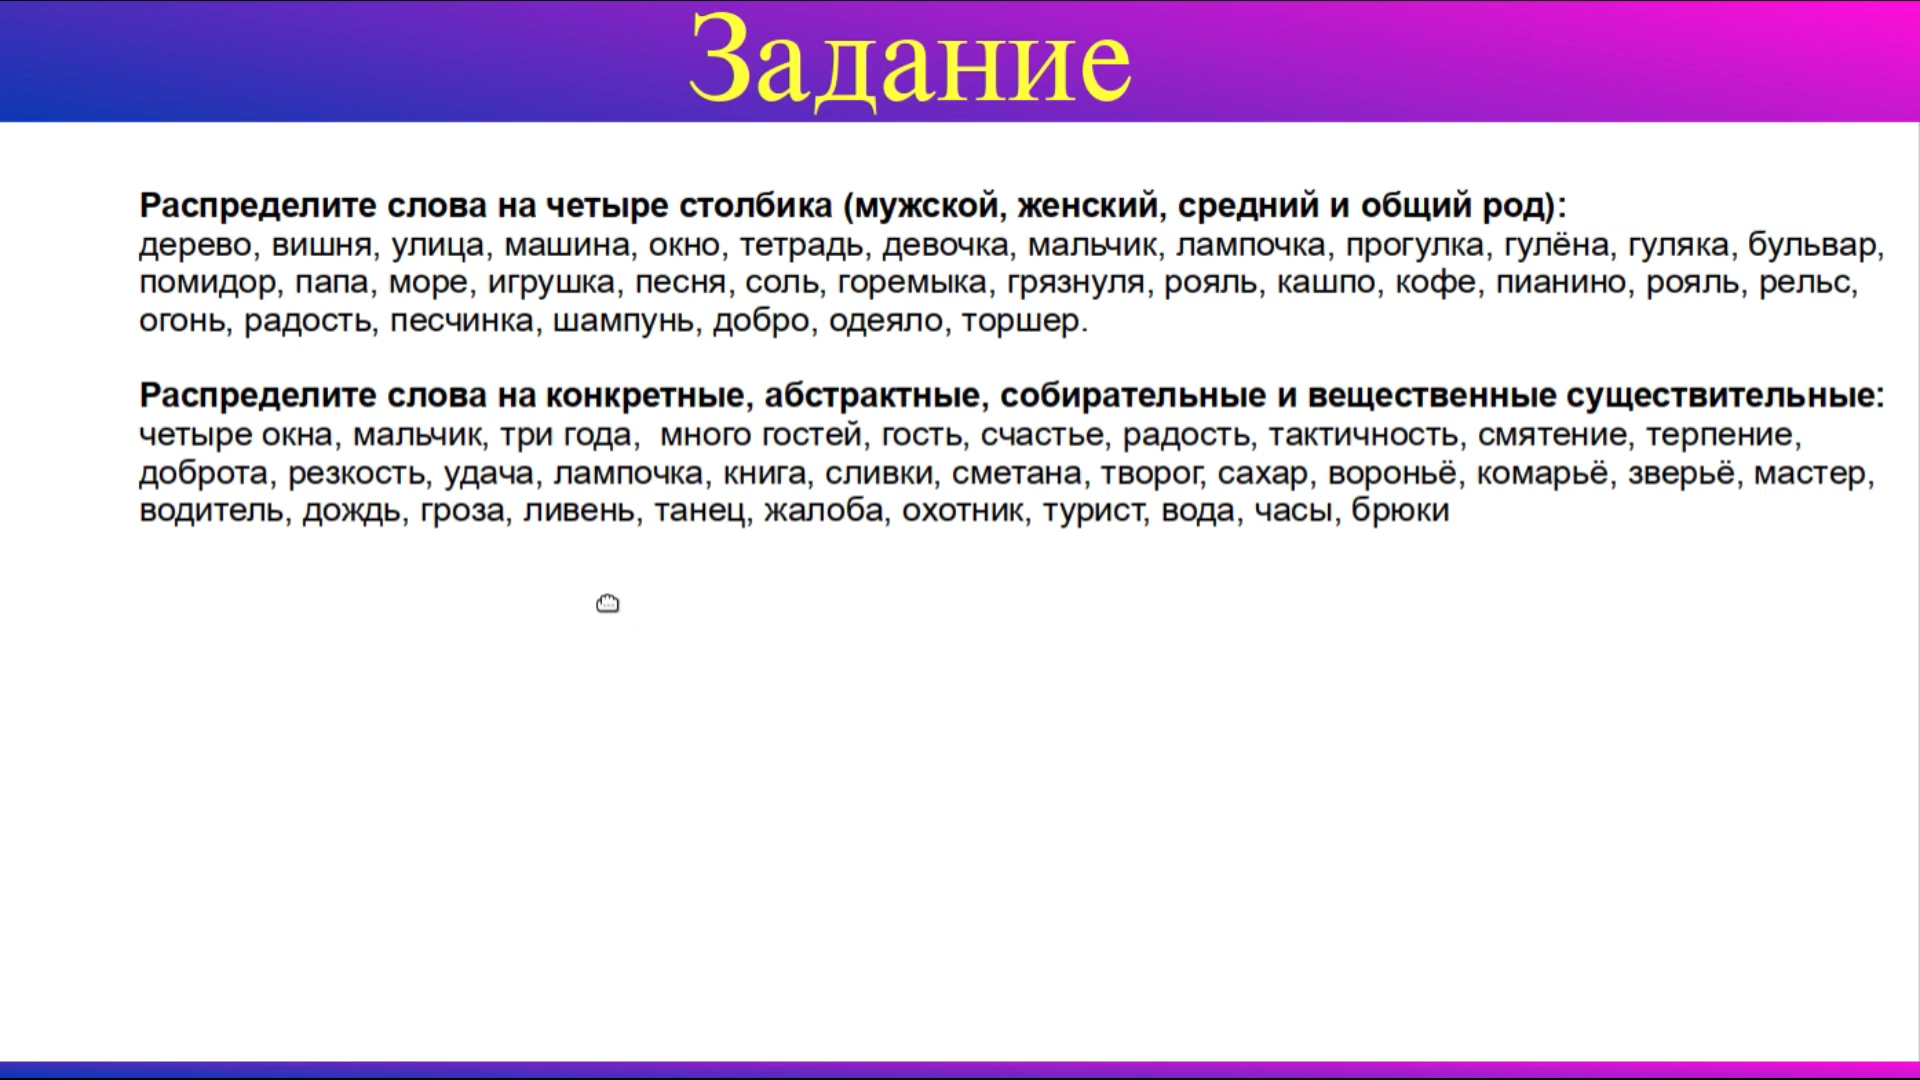 Задание
Распределите слова на четыре столбика (мужской, женский, средний и общий род):
дерево, вишня, улица, машина, окно, тетрадь, девочка, мальчик, лампочка, прогулка, гулёна, гуляка, бульвар,
помидор, папа, море, игрушка, песня, соль, горемыка, грязнуля, рояль, кашпо, кофе, пианино, рояль, рельс,
огонь, радость, песчинка, шампунь, добро, одеяло, торшер.
Распределите слова на конкретные, абстрактные, собирательные и вещественные существительные:
четыре окна, мальчик, три года,  много гостей, гость, счастье, радость, тактичность, смятение, терпение,
доброта, резкость, удача, лампочка, книга, сливки, сметана, творог, сахар, вороньё, комарьё, зверьё, мастер,
водитель, дождь, гроза, ливень, танец, жалоба, охотник, турист, вода, часы, брюки